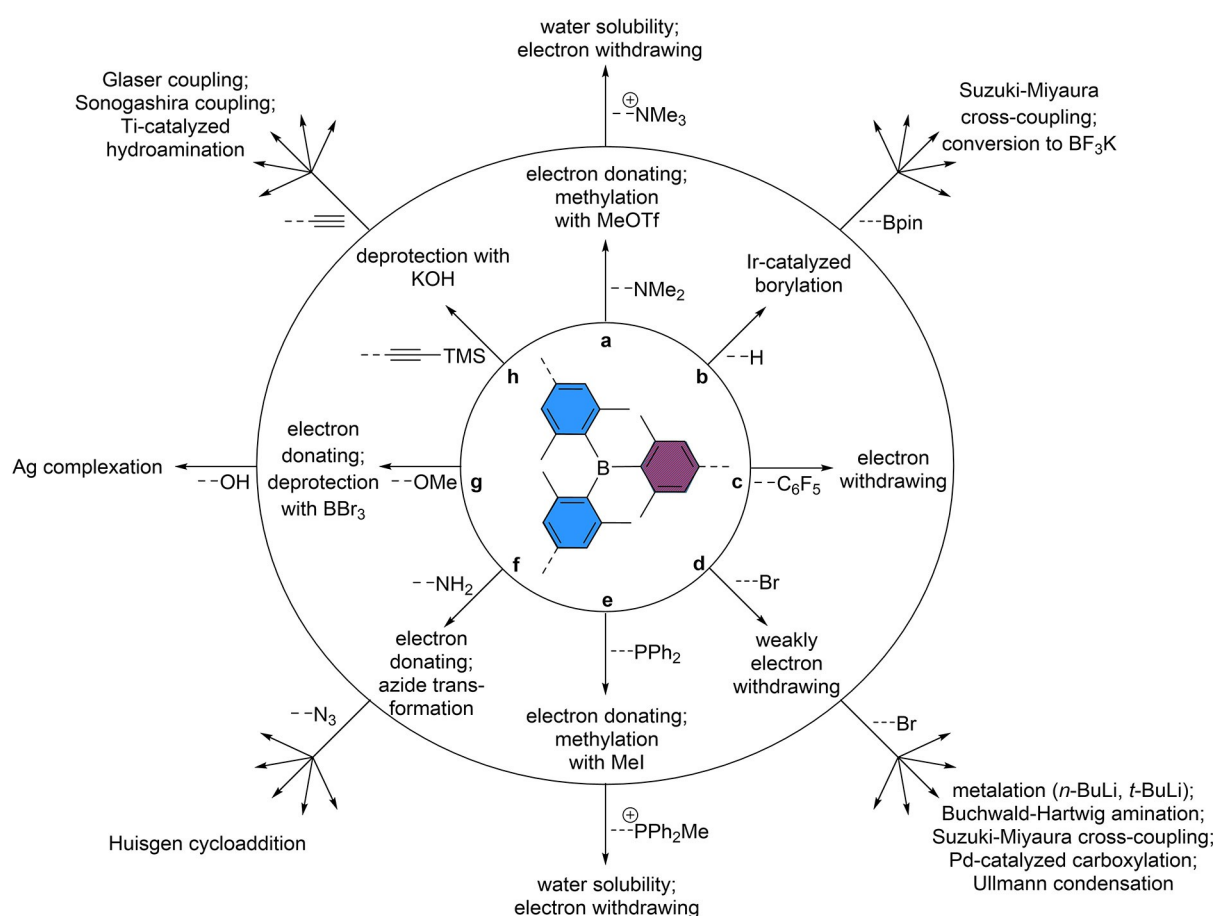 water solubility;
electron withdrawing
--NMe3
⊕
Glaser coupling;
Sonogashira coupling;
Ti-catalyzed
hydroamination
Suzuki-Miyaura
cross-coupling;
conversion to BF3K
---Bpin
electron donating;
methylation
with MeOTf
--NMe2
deprotection with
KOH
TMS
Ir-catalyzed
borylation
--H
a
b
c
d
e
f
g
h
B
electron
withdrawing
--C6F5
Ag complexation
--OH
electron
donating;
deprotection
with BBr3
--OMe
--NH2
electron
donating;
azide trans-
formation
---PPh2
electron donating;
methylation
with MeI
---Br
weakly
electron
withdrawing
--N3
Huisgen cycloaddition
⊕
---PPh2Me
water solubility;
electron withdrawing
---Br
metalation (n-BuLi, t-BuLi);
Buchwald-Hartwig amination;
Suzuki-Miyaura cross-coupling;
Pd-catalyzed carboxylation;
Ullmann condensation